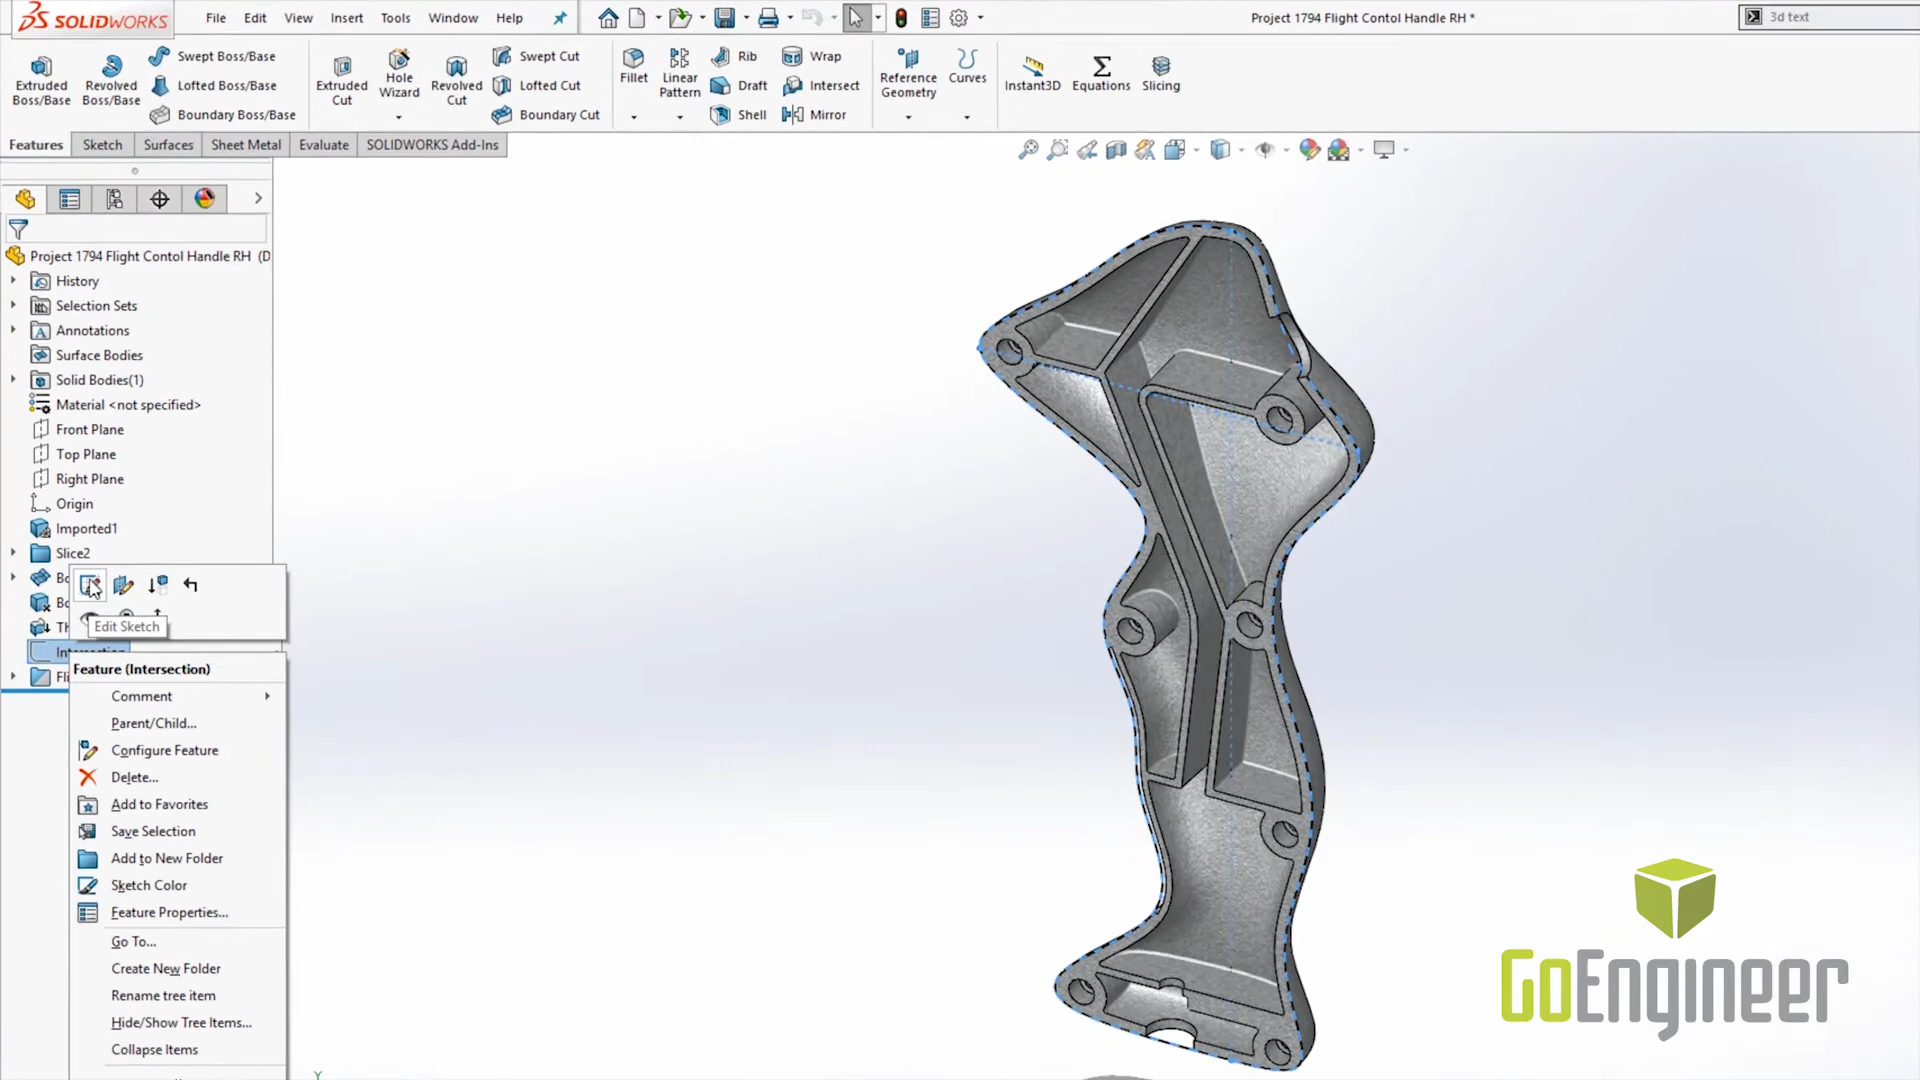 SOLIDWORKS
File Edit View Insert Tools Window Help
Project 1794 Flight Contol Handle RH *
3d text
Extruded Boss/Base
Revolved Boss/Base
Swept Boss/Base
Lofted Boss/Base
Boundary Boss/Base
Extruded Cut
Hole Wizard
Revolved Cut
Swept Cut
Lofted Cut
Boundary Cut
Fillet
Linear Pattern
Rib
Draft
Shell
Wrap
Intersect
Mirror
Reference Geometry
Curves
Instant3D
Equations
Slicing
Features Sketch Surfaces Sheet Metal Evaluate SOLIDWORKS Add-Ins
Project 1794 Flight Contol Handle RH (D
History
Selection Sets
Annotations
Surface Bodies
Solid Bodies(1)
Material <not specified>
Front Plane
Top Plane
Right Plane
Origin
Imported1
Slice2
Bo
Bo
Th
Edit Sketch
Intersection
Fli
Feature (Intersection)
Comment
Parent/Child...
Configure Feature
Delete...
Add to Favorites
Save Selection
Add to New Folder
Sketch Color
Feature Properties...
Go To...
Create New Folder
Rename tree item
Hide/Show Tree Items...
Collapse Items
Y
GoEngineer